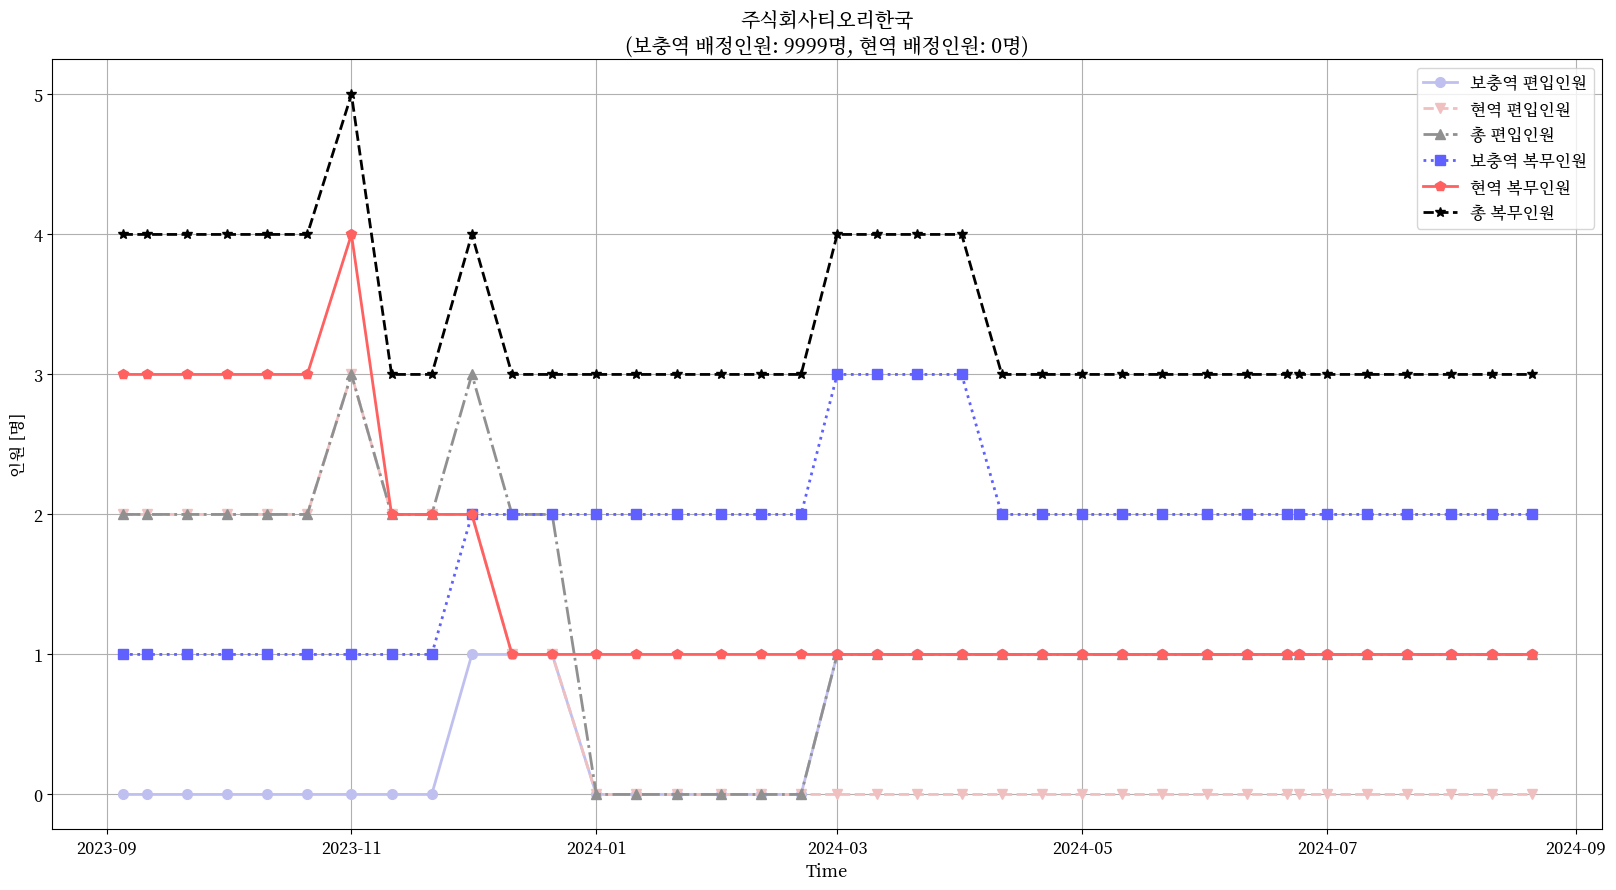 주식회사티오리한국
(보충역 배정인원: 9999명, 현역 배정인원: 0명)
보충역 편입인원
현역 편입인원
총 편입인원
보충역 복무인원
현역 복무인원
총 복무인원
인원 [명]
5
4
3
2
1
0
2023-09 2023-11 2024-01 2024-03 2024-05 2024-07 2024-09
Time